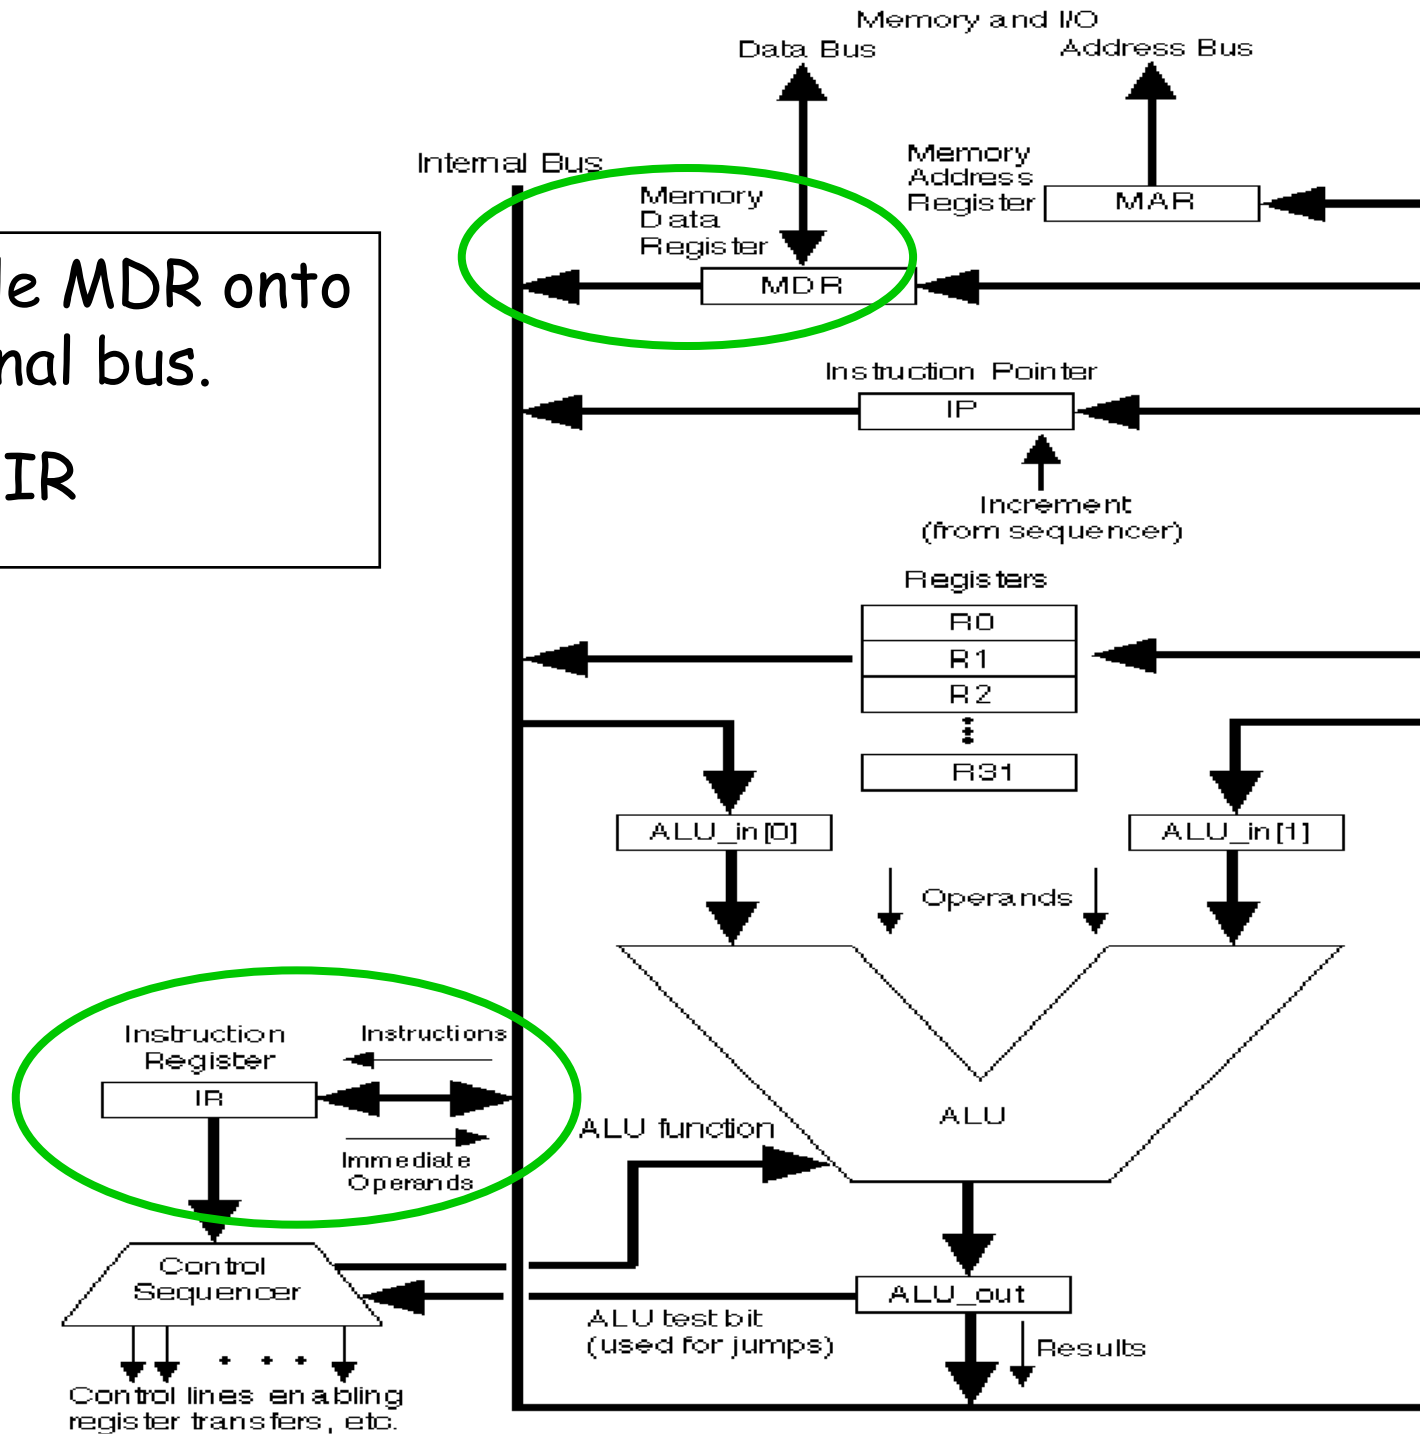 Memory and I/O
Data Bus
Address Bus
Internal Bus
Memory
Address
Register
MAR
Memory
Data
Register
MDR
le MDR onto
nal bus.
IR
Instruction Pointer
IP
Increment
(from sequencer)
Registers
R0
R1
R2
R31
ALU_in[0]
ALU_in[1]
Operands
ALU
Instruction
Register
Instructions
IR
Immediate
Operands
ALU function
Control
Sequencer
ALU_out
ALU test bit
(used for jumps)
Results
Control lines enabling
register transfers, etc.